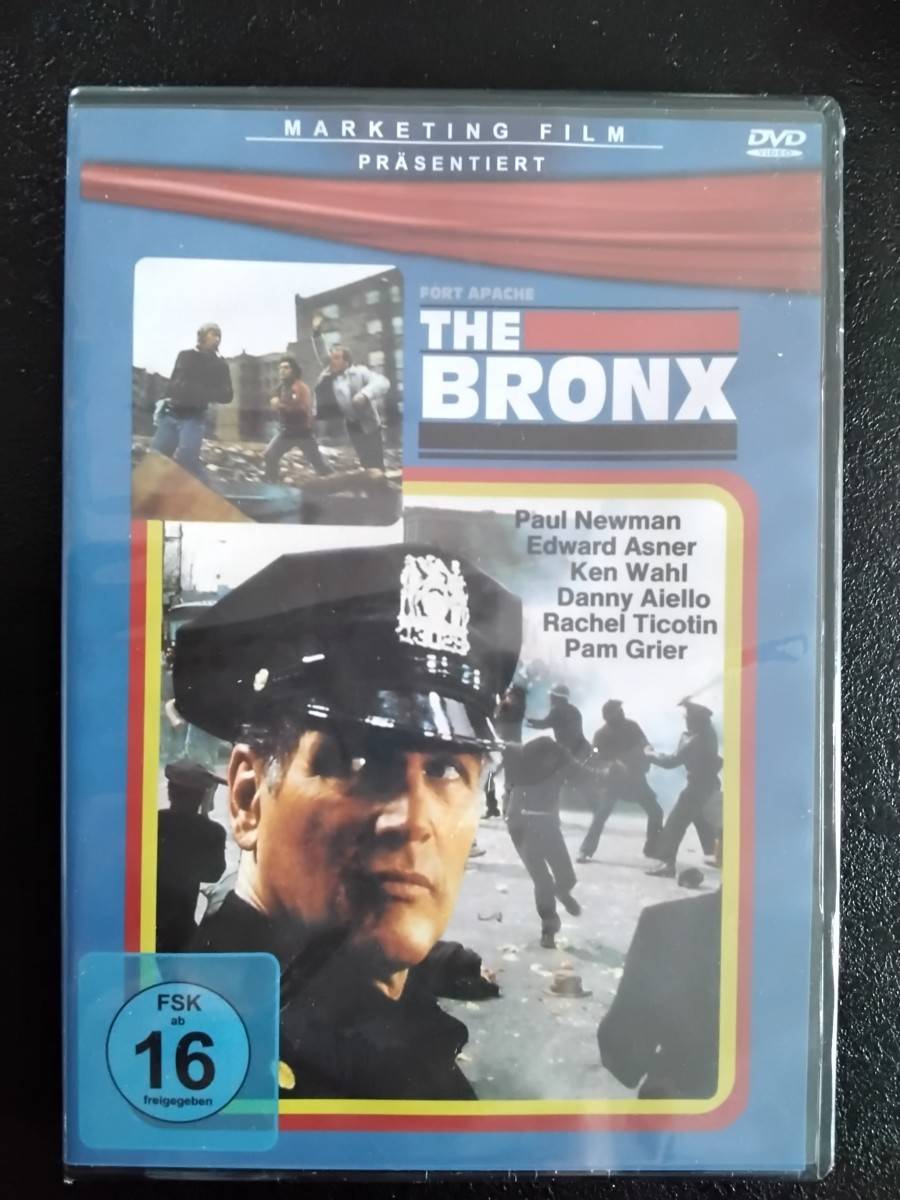 MARKETING FILM
DVD
VIDEO
PRÄSENTIERT
FORT APACHE
THE
BRONX
Paul Newman
Edward Asner
Ken Wahl
Danny Aiello
Rachel Ticotin
Pam Grier
FSK
ab
16
freigegeben